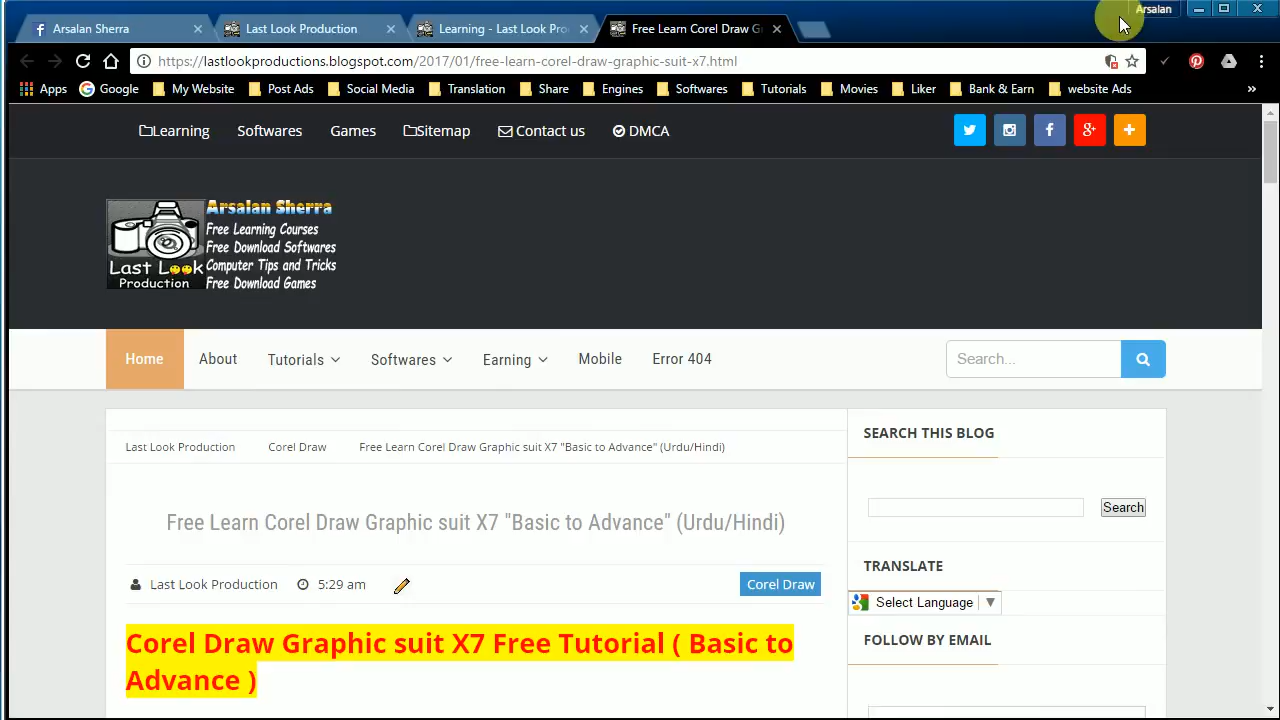 Arsalan
Arsalan Sherra
Last Look Production
Learning - Last Look Pro
Free Learn Corel Draw G
https://lastlookproductions.blogspot.com/2017/01/free-learn-corel-draw-graphic-suit-x7.html
Apps Google My Website Post Ads Social Media Translation Share Engines Softwares Tutorials Movies Liker Bank & Earn website Ads »
Learning Softwares Games Sitemap Contact us DMCA
Arsalan Sherra
Free Learning Courses
Free Download Softwares
Computer Tips and Tricks
Free Download Games
Last Look
Production
Home About Tutorials Softwares Earning Mobile Error 404 Search...
Last Look Production Corel Draw Free Learn Corel Draw Graphic suit X7 "Basic to Advance" (Urdu/Hindi)
Free Learn Corel Draw Graphic suit X7 "Basic to Advance" (Urdu/Hindi)
Last Look Production 5:29 am Corel Draw
Corel Draw Graphic suit X7 Free Tutorial ( Basic to
Advance )
SEARCH THIS BLOG
Search
TRANSLATE
Select Language ▼
FOLLOW BY EMAIL